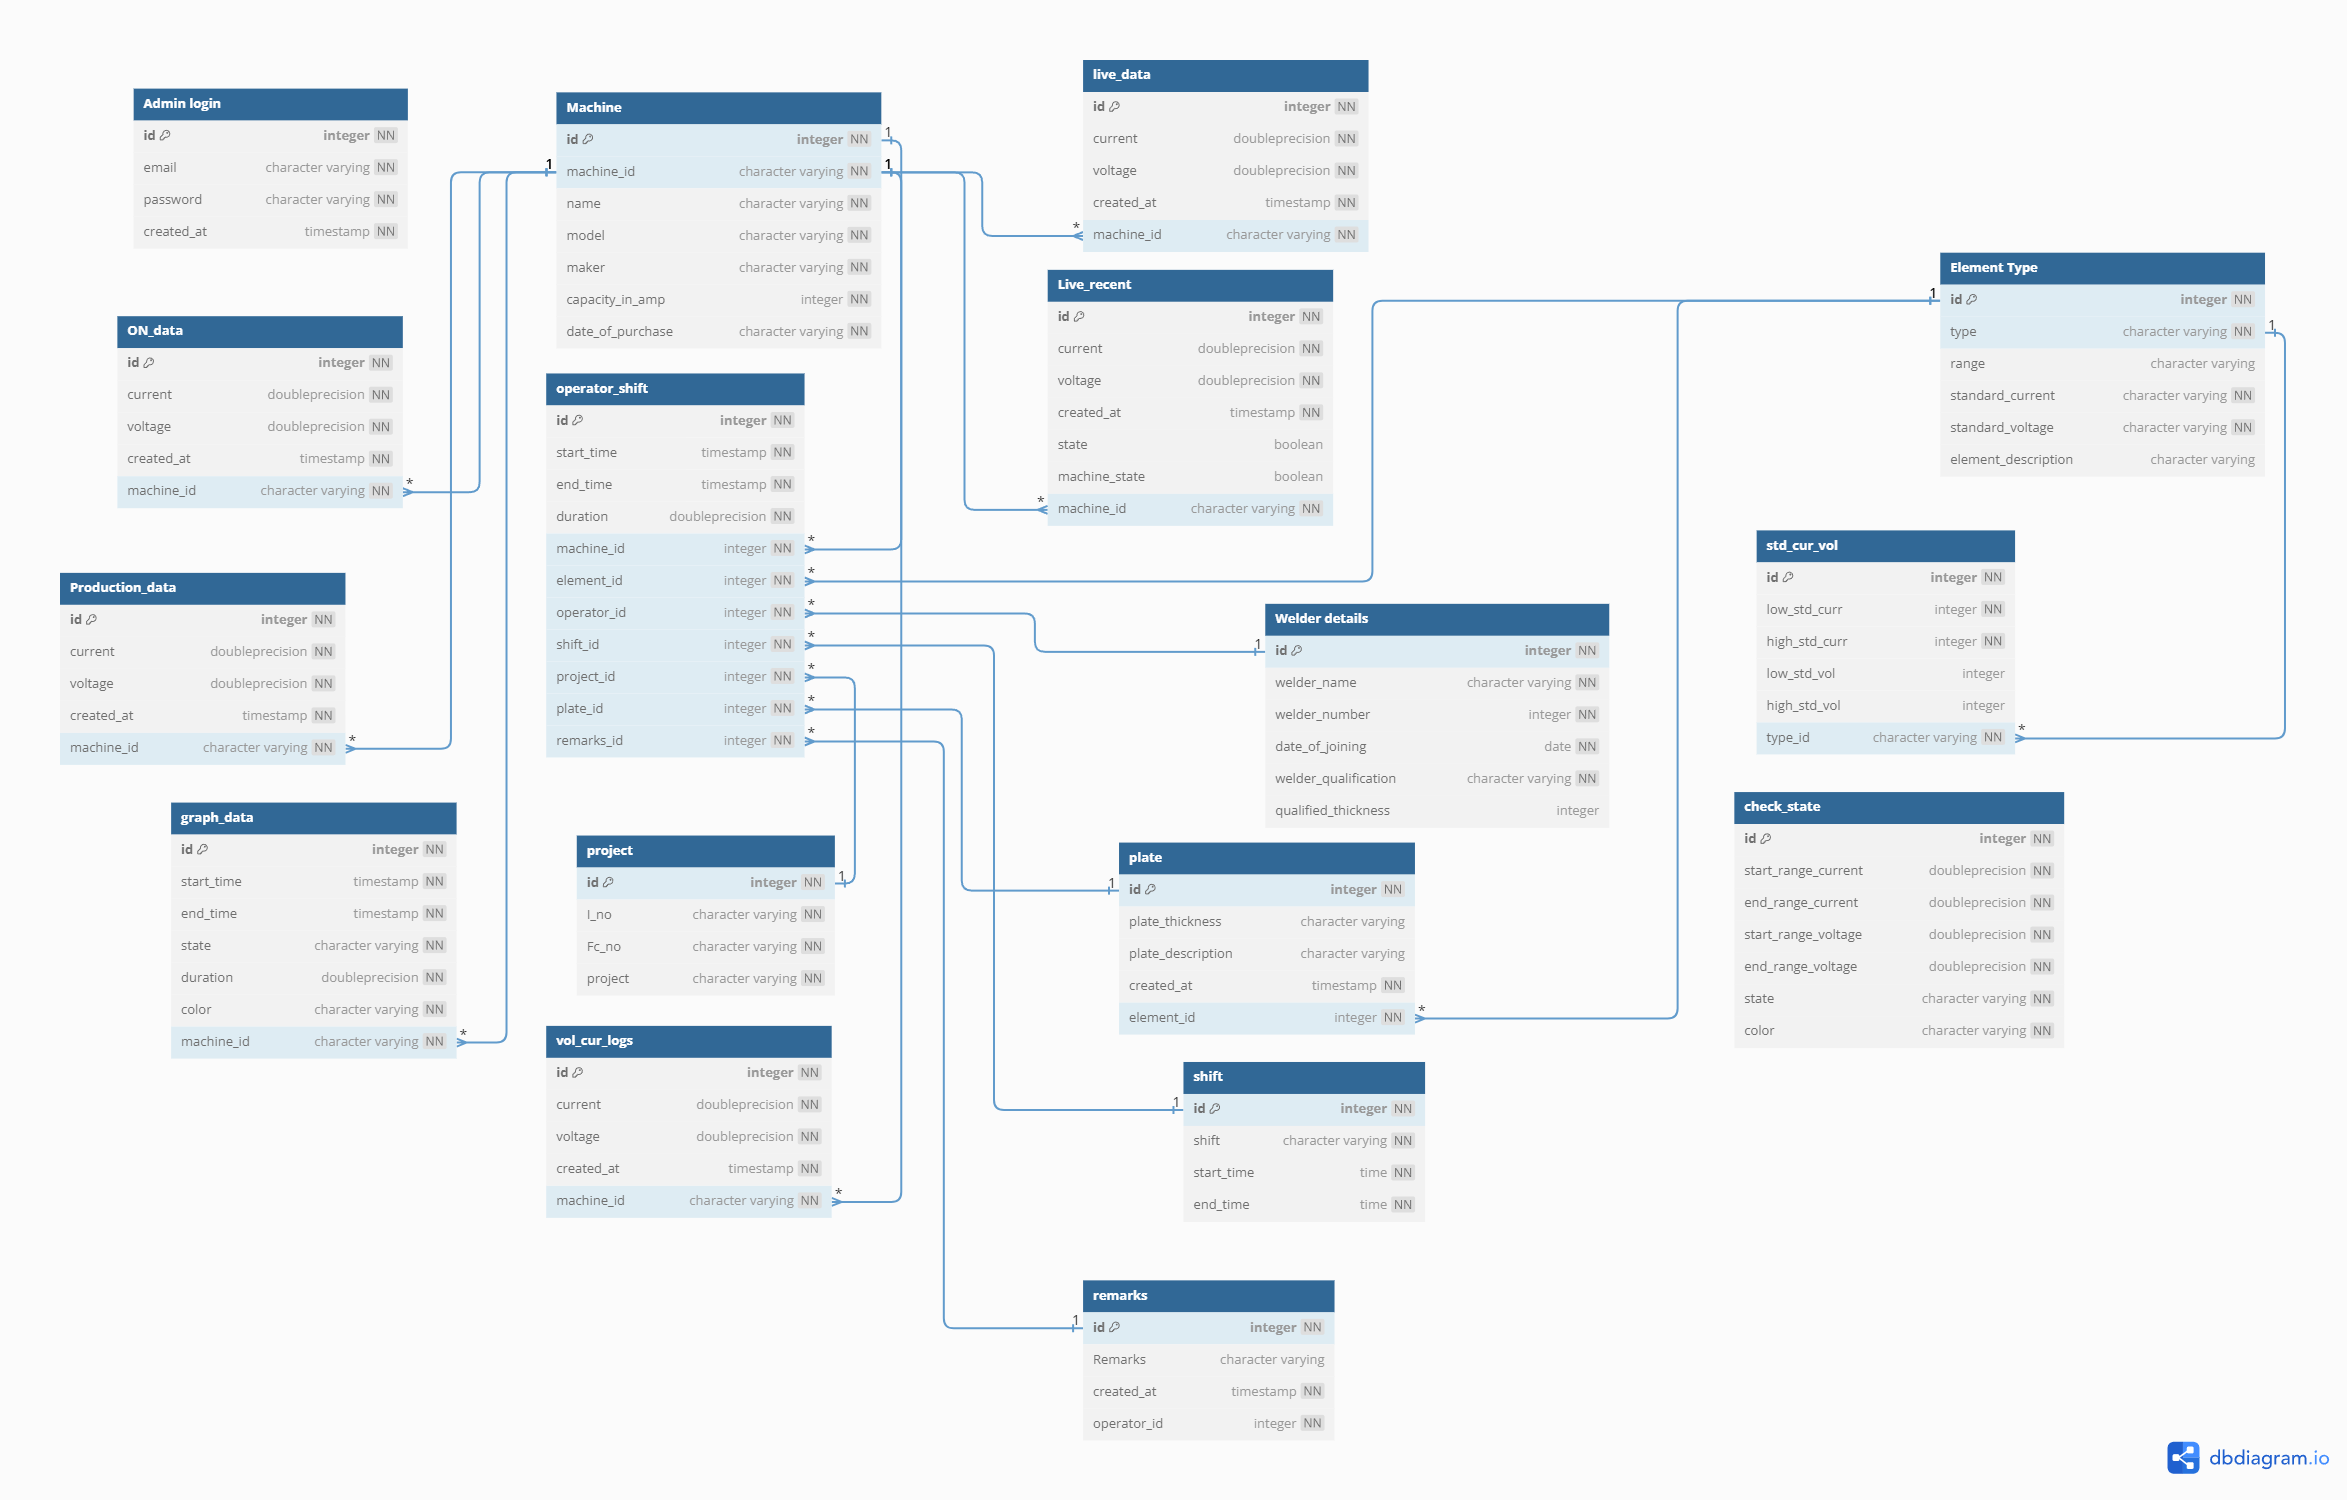 Admin login
id integer NN
email character varying NN
password character varying NN
created_at timestamp NN
ON_data
id integer NN
current doubleprecision NN
voltage doubleprecision NN
created_at timestamp NN
machine_id character varying NN *
Production_data
id integer NN
current doubleprecision NN
voltage doubleprecision NN
created_at timestamp NN
machine_id character varying NN *
graph_data
id integer NN
start_time timestamp NN
end_time timestamp NN
state character varying NN
duration doubleprecision NN
color character varying NN
machine_id character varying NN *
Machine
id integer NN 1
1 machine_id character varying NN 1
name character varying NN
model character varying NN
maker character varying NN
capacity_in_amp integer NN
date_of_purchase character varying NN
operator_shift
id integer NN
start_time timestamp NN
end_time timestamp NN
duration doubleprecision NN
machine_id integer NN *
element_id integer NN *
operator_id integer NN *
shift_id integer NN *
project_id integer NN *
plate_id integer NN *
remarks_id integer NN *
project
id integer NN 1
I_no character varying NN
Fc_no character varying NN
project character varying NN
vol_cur_logs
id integer NN
current doubleprecision NN
voltage doubleprecision NN
created_at timestamp NN
machine_id character varying NN *
live_data
id integer NN
current doubleprecision NN
voltage doubleprecision NN
created_at timestamp NN
* machine_id character varying NN
Live_recent
id integer NN
current doubleprecision NN
voltage doubleprecision NN
created_at timestamp NN
state boolean
machine_state boolean
* machine_id character varying NN
Welder details
1 id integer NN
welder_name character varying NN
welder_number integer NN
date_of_joining date NN
welder_qualification character varying NN
qualified_thickness integer
plate
1 id integer NN
plate_thickness character varying
plate_description character varying
created_at timestamp NN
element_id integer NN *
shift
1 id integer NN
shift character varying NN
start_time time NN
end_time time NN
remarks
1 id integer NN
Remarks character varying
created_at timestamp NN
operator_id integer NN
Element Type
1 id integer NN
type character varying NN 1
range character varying
standard_current character varying NN
standard_voltage character varying NN
element_description character varying
std_cur_vol
id integer NN
low_std_curr integer NN
high_std_curr integer NN
low_std_vol integer
high_std_vol integer
type_id character varying NN *
check_state
id integer NN
start_range_current doubleprecision NN
end_range_current doubleprecision NN
start_range_voltage doubleprecision NN
end_range_voltage doubleprecision NN
state character varying NN
color character varying NN
dbdiagram.io